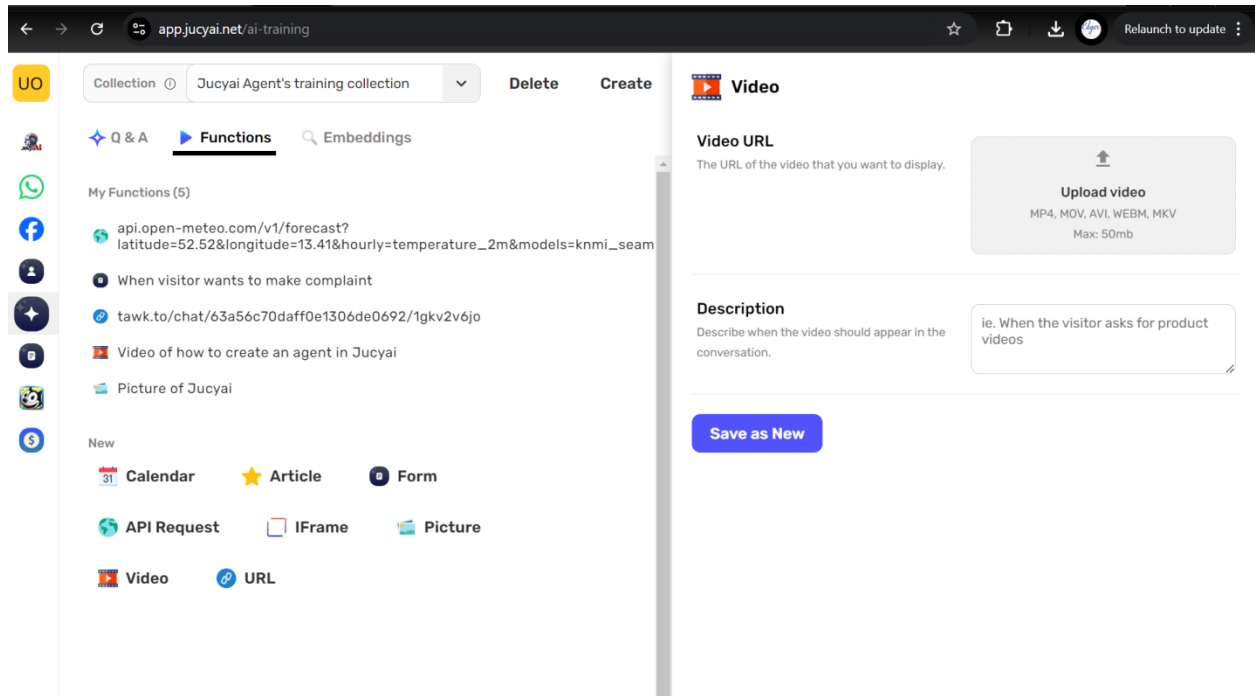 app.jucyai.net/ai-training
Relaunch to update
UO
Collection
Jucyai Agent's training collection
Delete
Create
Q & A
Functions
Embeddings
My Functions (5)
api.open-meteo.com/v1/forecast?
latitude=52.52&longitude=13.41&hourly=temperature_2m&models=knmi_seam
When visitor wants to make complaint
tawk.to/chat/63a56c70daff0e1306de0692/1gkv2v6jo
Video of how to create an agent in Jucyai
Picture of Jucyai
New
31 Calendar
Article
Form
API Request
IFrame
Picture
Video
URL
Video
Video URL
The URL of the video that you want to display.
Upload video
MP4, MOV, AVI, WEBM, MKV
Max: 50mb
Description
Describe when the video should appear in the
conversation.
ie. When the visitor asks for product
videos
Save as New